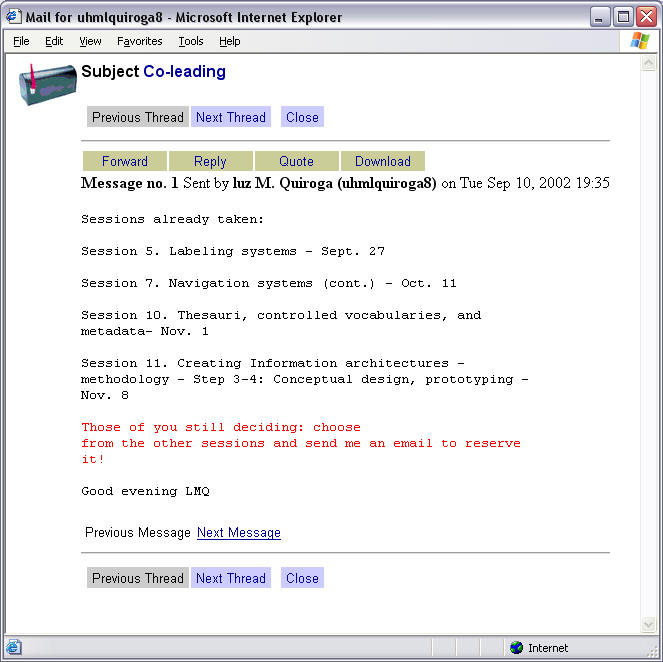 Mail for uhmlquiroga8 - Microsoft Internet Explorer
File Edit View Favorites Tools Help
Subject Co-leading
Previous Thread Next Thread Close
Forward Reply Quote Download
Message no. 1 Sent by luz M. Quiroga (uhmlquiroga8) on Tue Sep 10, 2002 19:35
Sessions already taken:
Session 5. Labeling systems - Sept. 27
Session 7. Navigation systems (cont.) - Oct. 11
Session 10. Thesauri, controlled vocabularies, and
metadata- Nov. 1
Session 11. Creating Information architectures -
methodology - Step 3-4: Conceptual design, prototyping -
Nov. 8
Those of you still deciding: choose
from the other sessions and send me an email to reserve
it!
Good evening LMQ
Previous Message Next Message
Previous Thread Next Thread Close
Internet